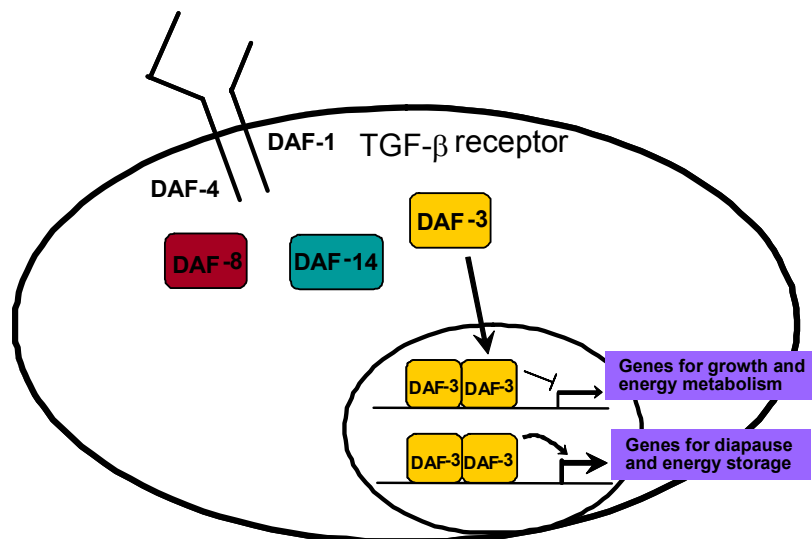 DAF-1
TGF-β receptor
DAF-4
DAF-3
DAF-8
DAF-14
Genes for growth and
energy metabolism
DAF-3 DAF-3
Genes for diapause
and energy storage
DAF-3 DAF-3